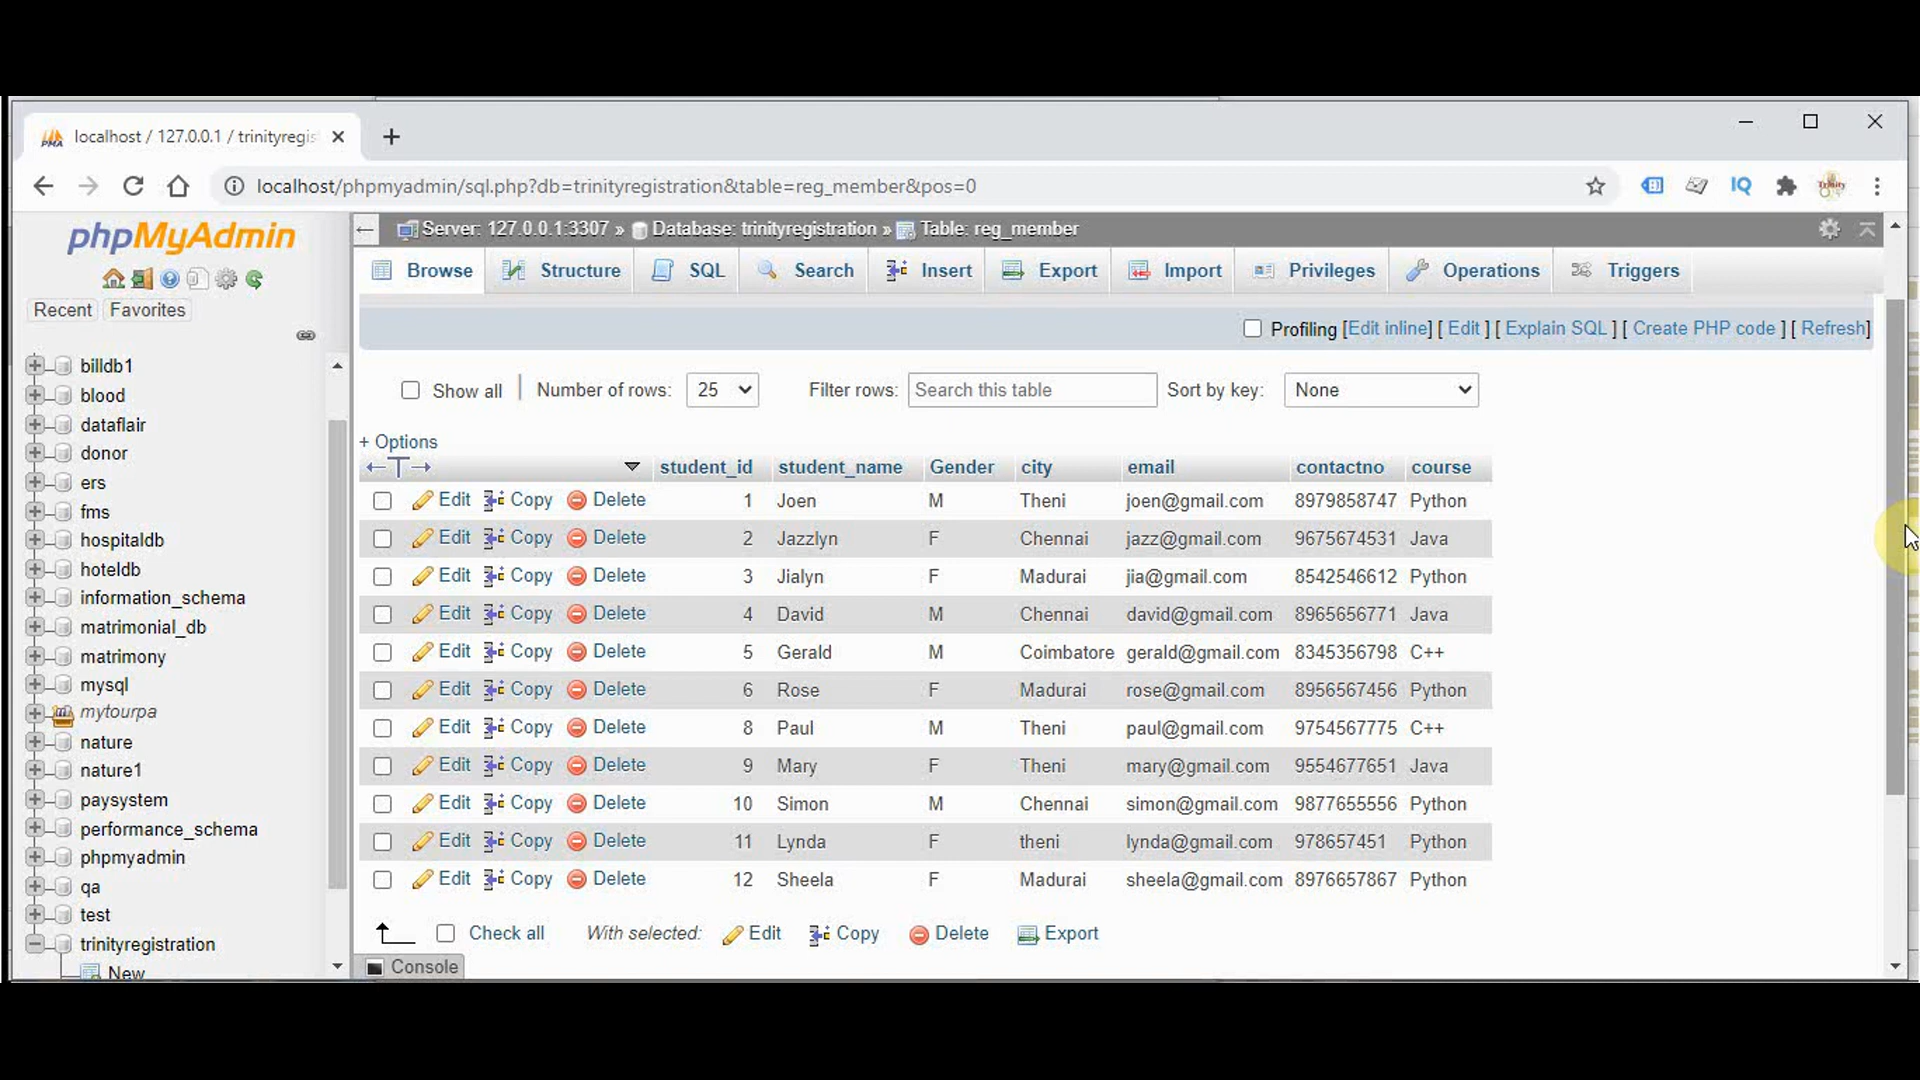 localhost / 127.0.0.1 / trinityregis
localhost/phpmyadmin/sql.php?db=trinityregistration&table=reg_member&pos=0
IQ
phpMyAdmin
Recent Favorites
billdb1
blood
dataflair
donor
ers
fms
hospitaldb
hoteldb
information_schema
matrimonial_db
matrimony
mysql
mytourpa
nature
nature1
paysystem
performance_schema
phpmyadmin
qa
test
trinityregistration
New
Server: 127.0.0.1:3307 » Database: trinityregistration » Table: reg_member
Browse Structure SQL Search Insert Export Import Privileges Operations Triggers
Profiling [Edit inline] [ Edit ] [ Explain SQL ] [ Create PHP code ] [ Refresh]
Show all | Number of rows: 25 Filter rows: Search this table Sort by key: None
+ Options
←T→ student_id student_name Gender city email contactno course
Edit Copy Delete 1 Joen M Theni joen@gmail.com 8979858747 Python
Edit Copy Delete 2 Jazzlyn F Chennai jazz@gmail.com 9675674531 Java
Edit Copy Delete 3 Jialyn F Madurai jia@gmail.com 8542546612 Python
Edit Copy Delete 4 David M Chennai david@gmail.com 8965656771 Java
Edit Copy Delete 5 Gerald M Coimbatore gerald@gmail.com 8345356798 C++
Edit Copy Delete 6 Rose F Madurai rose@gmail.com 8956567456 Python
Edit Copy Delete 8 Paul M Theni paul@gmail.com 9754567775 C++
Edit Copy Delete 9 Mary F Theni mary@gmail.com 9554677651 Java
Edit Copy Delete 10 Simon M Chennai simon@gmail.com 9877655556 Python
Edit Copy Delete 11 Lynda F theni lynda@gmail.com 978657451 Python
Edit Copy Delete 12 Sheela F Madurai sheela@gmail.com 8976657867 Python
Check all With selected: Edit Copy Delete Export
Console